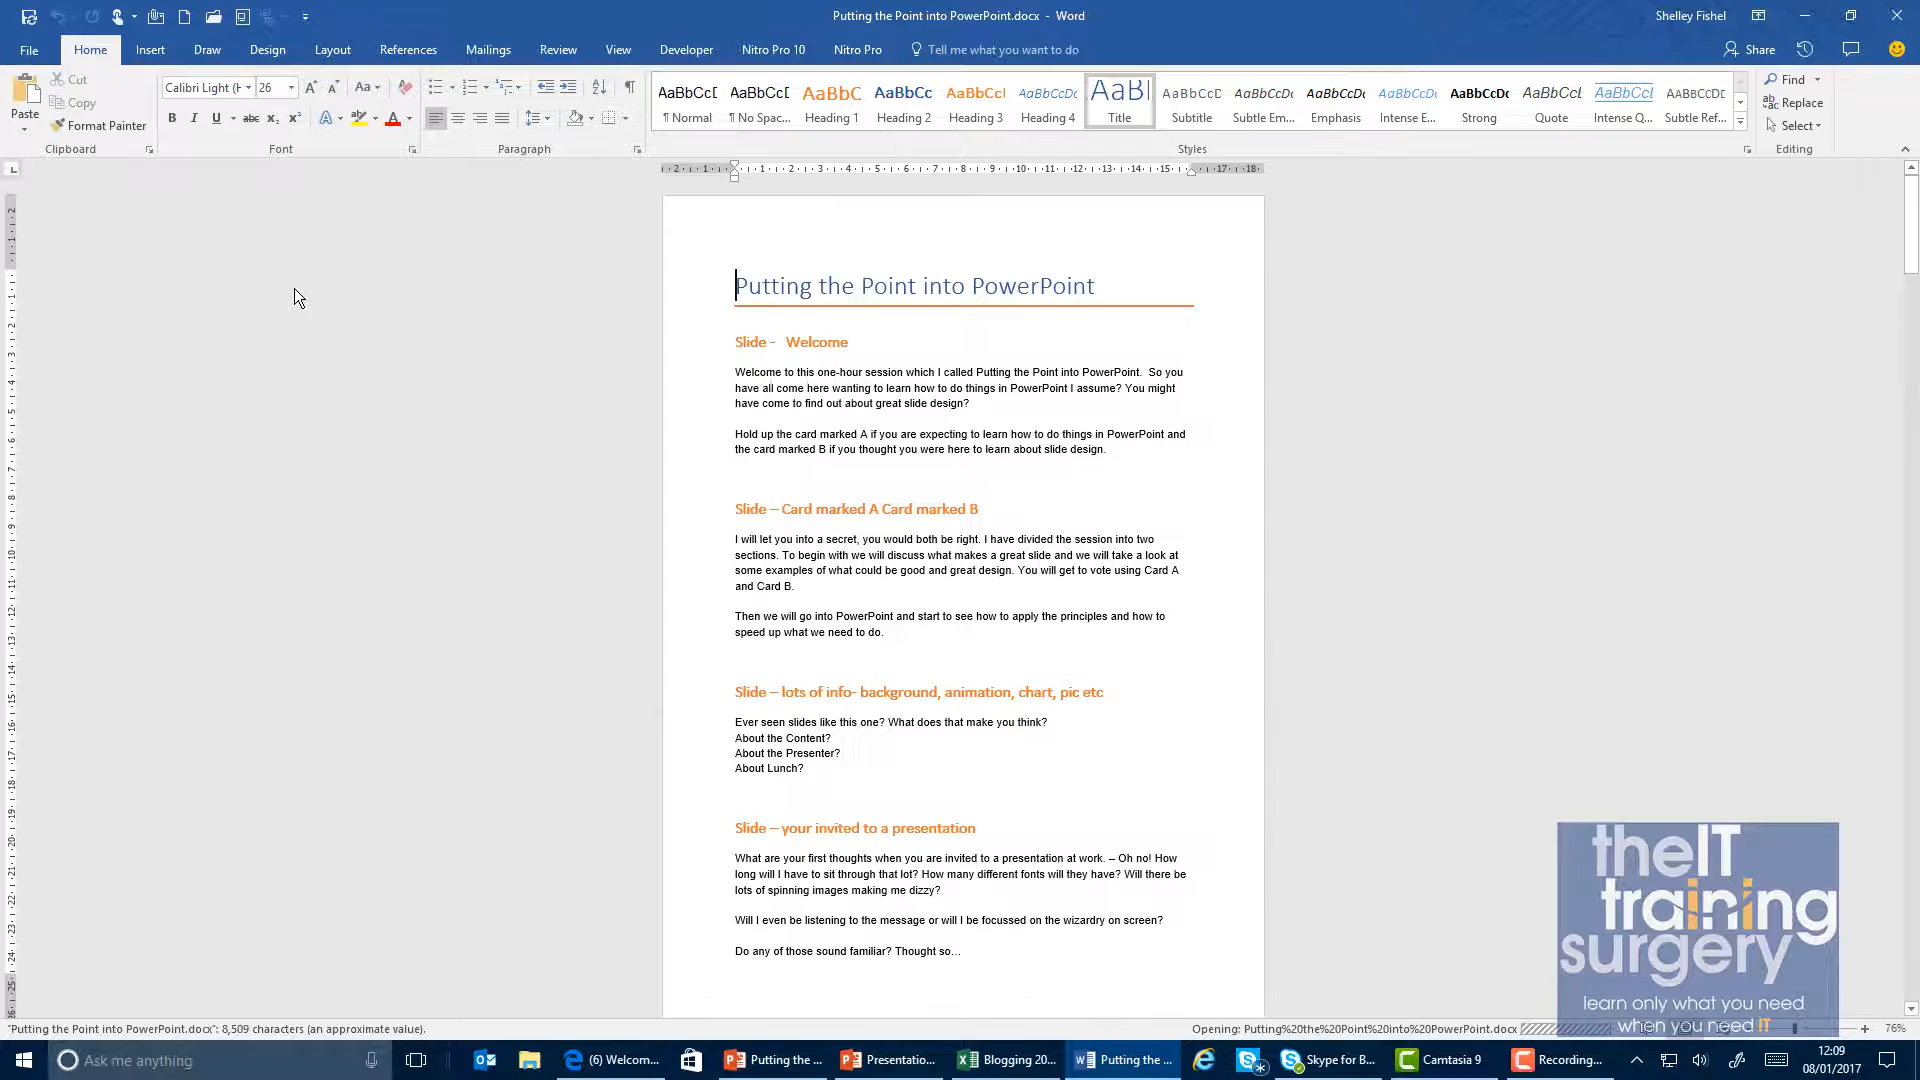 Putting the Point into PowerPoint.docx - Word
Shelley Fishel
File Home Insert Draw Design Layout References Mailings Review View Developer Nitro Pro 10 Nitro Pro Tell me what you want to do Share
Paste
Cut
Copy
Format Painter
Clipboard
Calibri Light (H 26
Font
Paragraph
¶ Normal ¶ No Spac... Heading 1 Heading 2 Heading 3 Heading 4 Title Subtitle Subtle Em... Emphasis Intense E... Strong Quote Intense Q... Subtle Ref...
Styles
Find
Replace
Select
Editing
Putting the Point into PowerPoint
Slide -   Welcome
Welcome to this one-hour session which I called Putting the Point into PowerPoint.  So you
have all come here wanting to learn how to do things in PowerPoint I assume? You might
have come to find out about great slide design?
Hold up the card marked A if you are expecting to learn how to do things in PowerPoint and
the card marked B if you thought you were here to learn about slide design.
Slide – Card marked A Card marked B
I will let you into a secret, you would both be right. I have divided the session into two
sections. To begin with we will discuss what makes a great slide and we will take a look at
some examples of what could be good and great design. You will get to vote using Card A
and Card B.
Then we will go into PowerPoint and start to see how to apply the principles and how to
speed up what we need to do.
Slide – lots of info- background, animation, chart, pic etc
Ever seen slides like this one? What does that make you think?
About the Content?
About the Presenter?
About Lunch?
Slide – your invited to a presentation
What are your first thoughts when you are invited to a presentation at work. – Oh no! How
long will I have to sit through that lot? How many different fonts will they have? Will there be
lots of spinning images making me dizzy?
Will I even be listening to the message or will I be focussed on the wizardry on screen?
Do any of those sound familiar? Thought so...
the IT
training
surgery
learn only what you need
when you need IT
"Putting the Point into PowerPoint.docx": 8,509 characters (an approximate value).
Opening: Putting%20the%20Point%20into%20PowerPoint.docx
76%
Ask me anything
(6) Welcom...
Putting the ...
Presentatio...
Blogging 20...
Putting the ...
Skype for B...
Camtasia 9
Recording...
12:09
08/01/2017